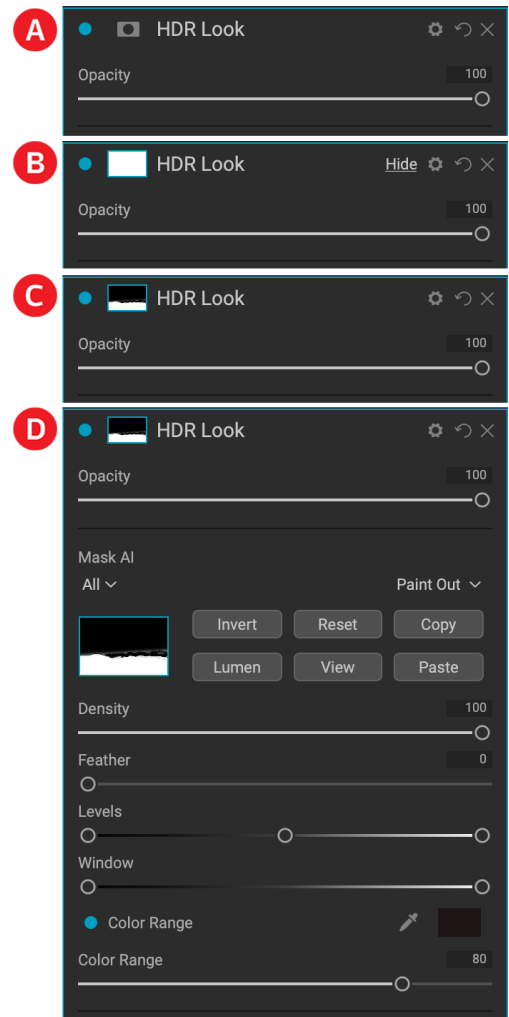 A HDR Look
Opacity 100
B HDR Look Hide
Opacity 100
C HDR Look
Opacity 100
D HDR Look
Opacity 100
Mask AI
All Paint Out
Invert Reset Copy
Lumen View Paste
Density 100
Feather 0
Levels
Window
Color Range
Color Range 80